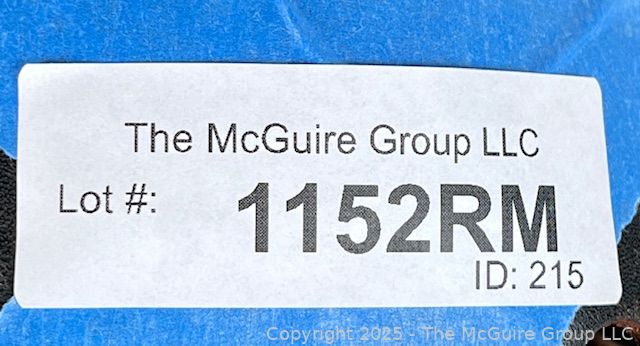 The McGuire Group LLC
Lot #: 1152RM
ID: 215
Copyright 2025 - The McGuire Group LLC